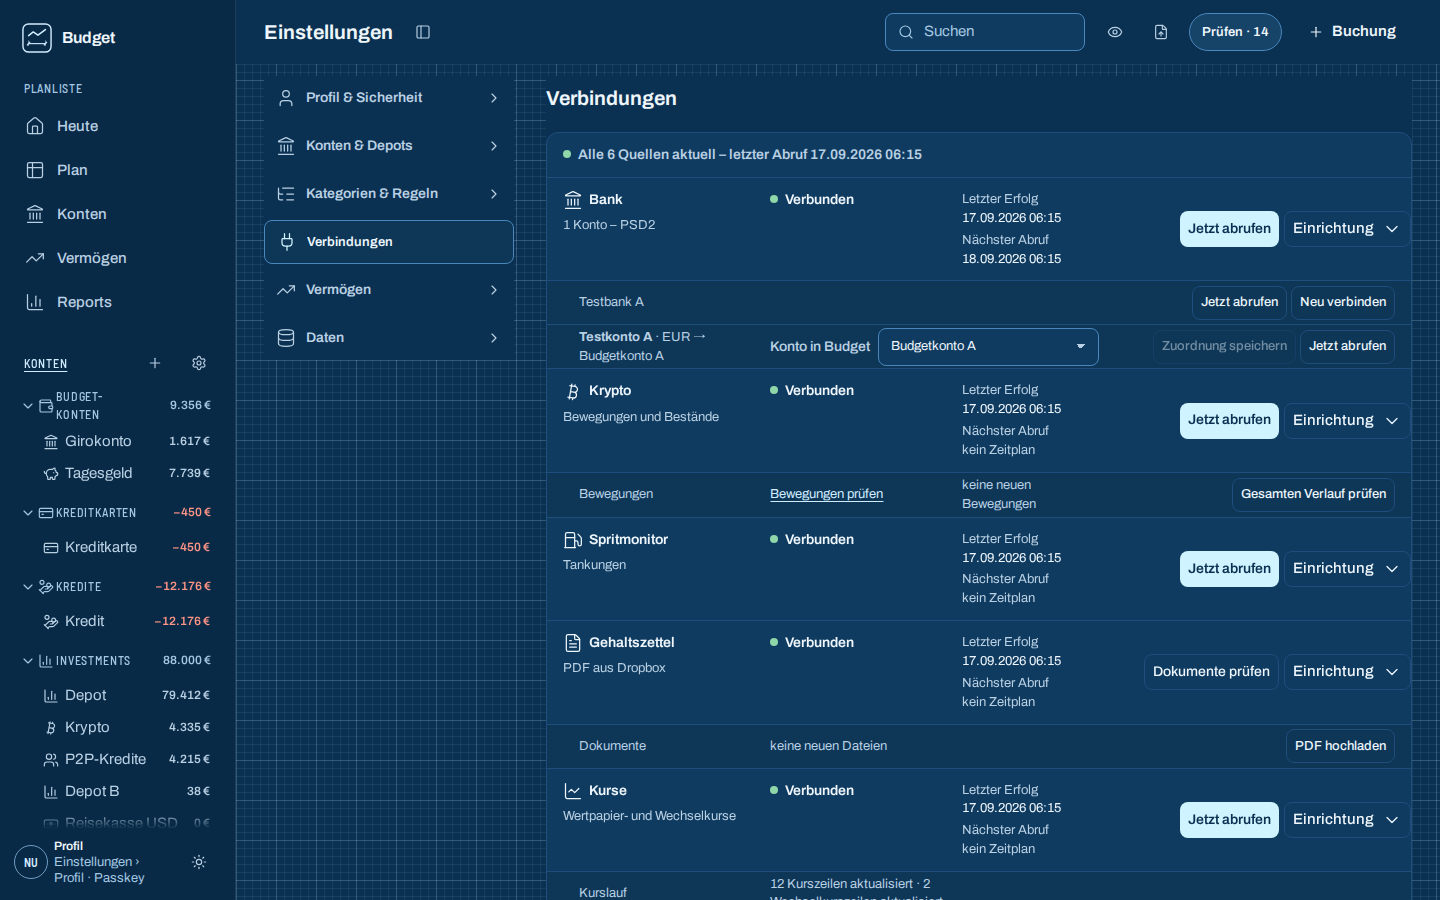 Budget
PLANLISTE
Heute
Plan
Konten
Vermögen
Reports
KONTEN
BUDGET-
KONTEN
9.356 €
Girokonto 1.617 €
Tagesgeld 7.739 €
KREDITKARTEN −450 €
Kreditkarte −450 €
KREDITE −12.176 €
Kredit −12.176 €
INVESTMENTS 88.000 €
Depot 79.412 €
Krypto 4.335 €
P2P-Kredite 4.215 €
Depot B 38 €
Reisekasse USD 0 €
NU
Profil
Einstellungen ›
Profil · Passkey
Einstellungen
Suchen
Prüfen · 14
Buchung
Profil & Sicherheit
Konten & Depots
Kategorien & Regeln
Verbindungen
Vermögen
Daten
Verbindungen
Alle 6 Quellen aktuell – letzter Abruf 17.09.2026 06:15
Bank
1 Konto – PSD2
Verbunden
Letzter Erfolg
17.09.2026 06:15
Nächster Abruf
18.09.2026 06:15
Jetzt abrufen Einrichtung
Testbank A Jetzt abrufen Neu verbinden
Testkonto A · EUR →
Budgetkonto A
Konto in Budget Budgetkonto A Zuordnung speichern Jetzt abrufen
Krypto
Bewegungen und Bestände
Verbunden
Letzter Erfolg
17.09.2026 06:15
Nächster Abruf
kein Zeitplan
Jetzt abrufen Einrichtung
Bewegungen Bewegungen prüfen
keine neuen
Bewegungen
Gesamten Verlauf prüfen
Spritmonitor
Tankungen
Verbunden
Letzter Erfolg
17.09.2026 06:15
Nächster Abruf
kein Zeitplan
Jetzt abrufen Einrichtung
Gehaltszettel
PDF aus Dropbox
Verbunden
Letzter Erfolg
17.09.2026 06:15
Nächster Abruf
kein Zeitplan
Dokumente prüfen Einrichtung
Dokumente keine neuen Dateien PDF hochladen
Kurse
Wertpapier- und Wechselkurse
Verbunden
Letzter Erfolg
17.09.2026 06:15
Nächster Abruf
kein Zeitplan
Jetzt abrufen Einrichtung
Kurslauf
12 Kurszeilen aktualisiert · 2
Wechselkurszeilen aktualisiert